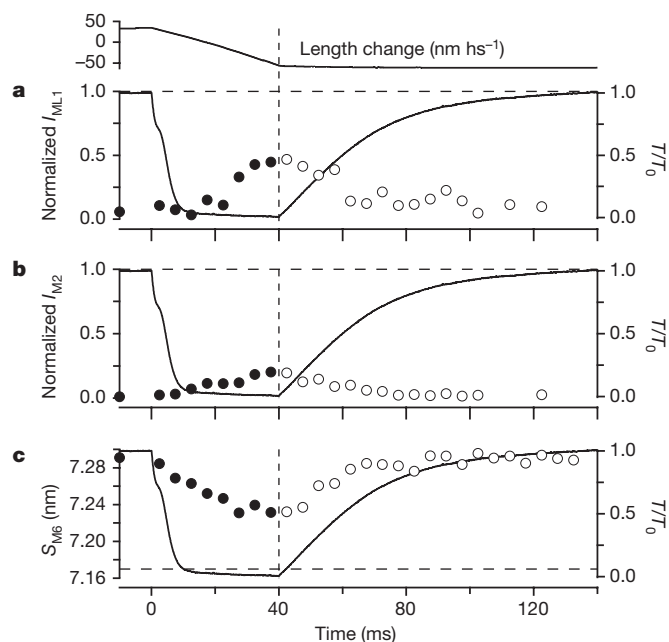 50
0
−50
Length change (nm hs⁻¹)
a
1.0
0.5
0.0
Normalized I_ML1
1.0
0.5
0.0
T/T₀
b
1.0
0.5
0.0
Normalized I_M2
1.0
0.5
0.0
T/T₀
c
7.28
7.24
7.20
7.16
S_M6 (nm)
1.0
0.5
0.0
T/T₀
0
40
80
120
Time (ms)